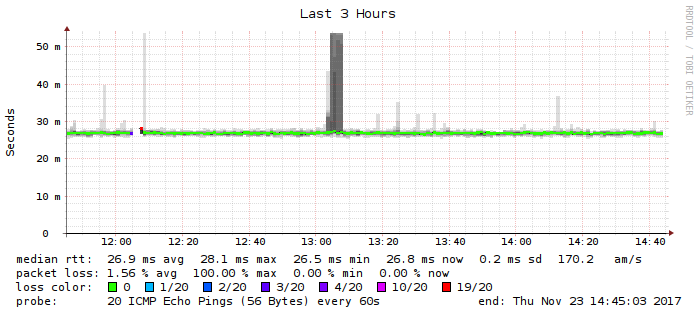 Last 3 Hours
RRDTOOL / TOBI OETIKER
Seconds
50 m
40 m
30 m
20 m
10 m
0
12:00 12:20 12:40 13:00 13:20 13:40 14:00 14:20 14:40
median rtt: 26.9 ms avg 28.1 ms max 26.5 ms min 26.8 ms now 0.2 ms sd 170.2 am/s
packet loss: 1.56 % avg 100.00 % max 0.00 % min 0.00 % now
loss color: 0 1/20 2/20 3/20 4/20 10/20 19/20
probe: 20 ICMP Echo Pings (56 Bytes) every 60s end: Thu Nov 23 14:45:03 2017